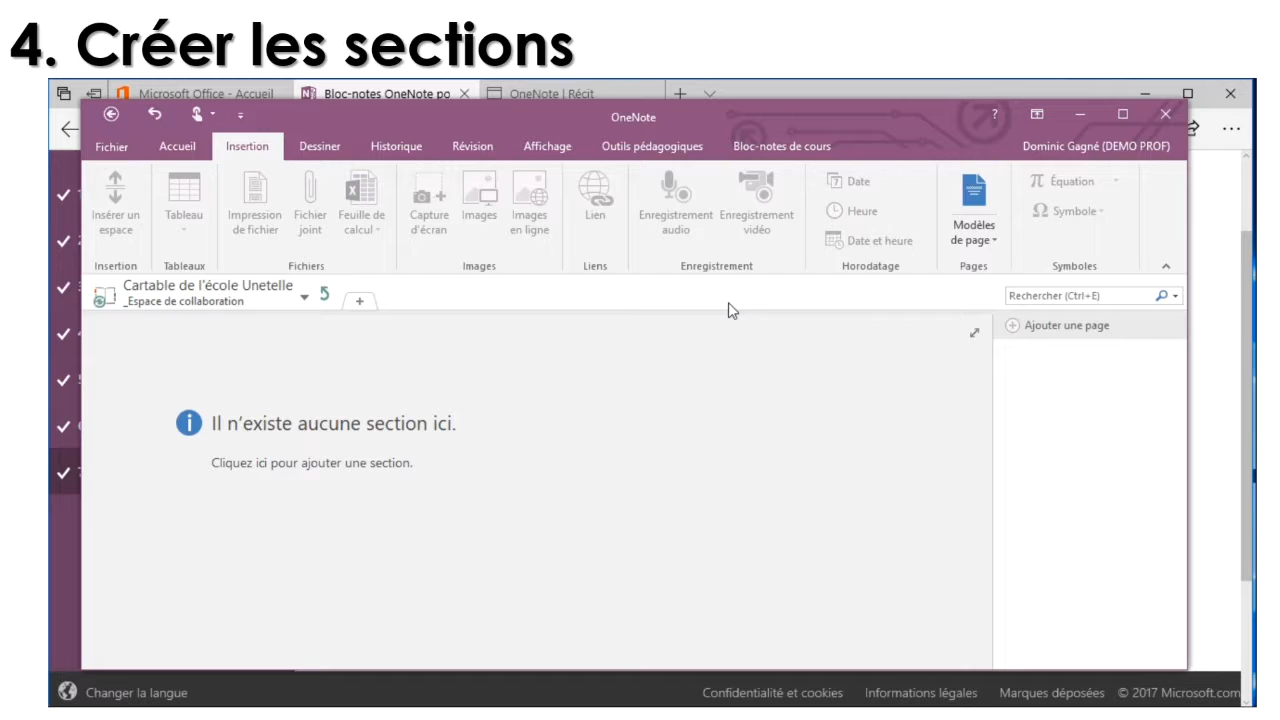 4. Créer les sections
Microsoft Office - Accueil
Bloc-notes OneNote po
OneNote | Récit
OneNote
?
Fichier
Accueil
Insertion
Dessiner
Historique
Révision
Affichage
Outils pédagogiques
Bloc-notes de cours
Dominic Gagné (DEMO PROF)
Insérer un
espace
Tableau
Impression
de fichier
Fichier
joint
Feuille de
calcul
Capture
d'écran
Images
Images
en ligne
Lien
Enregistrement
audio
Enregistrement
vidéo
Date
Heure
Date et heure
Modèles
de page
π Équation
Ω Symbole
Insertion
Tableaux
Fichiers
Images
Liens
Enregistrement
Horodatage
Pages
Symboles
Cartable de l'école Unetelle
_Espace de collaboration
Rechercher (Ctrl+E)
Ajouter une page
Il n'existe aucune section ici.
Cliquez ici pour ajouter une section.
Changer la langue
Confidentialité et cookies
Informations légales
Marques déposées
© 2017 Microsoft.com